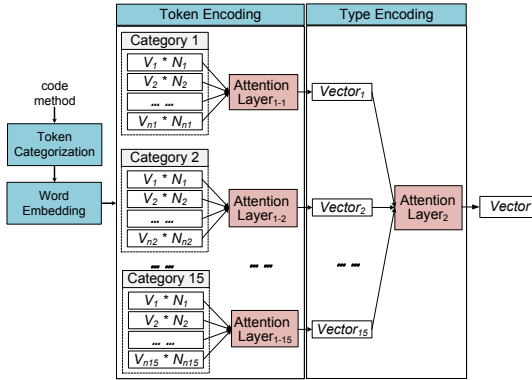 Token Encoding
Type Encoding
code
method
Token
Categorization
Word
Embedding
Category 1
V1 * N1
V2 * N2
... ...
Vn1 * Nn1
Attention
Layer1-1
Vector1
Category 2
V1 * N1
V2 * N2
... ...
Vn2 * Nn2
Attention
Layer1-2
Vector2
Attention
Layer2
Vector
... ...
... ...
... ...
Category 15
V1 * N1
V2 * N2
... ...
Vn15 * Nn15
Attention
Layer1-15
Vector15